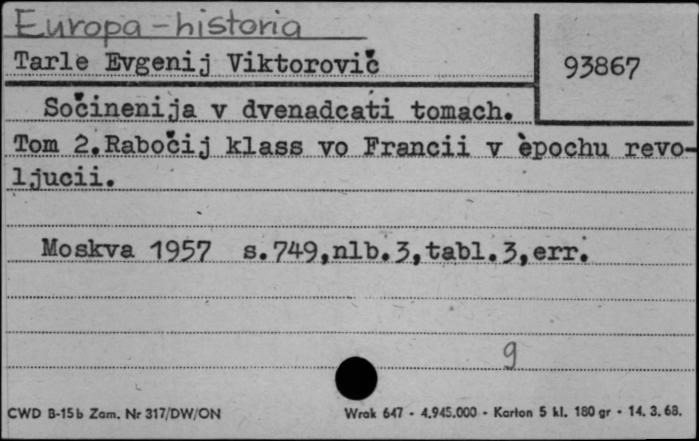 Europa - historia
Tarle Evgenij Viktorovič
93867
Sočinenija v dvenadcati tomach.
Tom 2. Rabočij klass vo Francii v èpochu revo-
ljucii.
Moskva 1957 s.749,nlb.3,tabl.3,err.
g
CWD B-15b Zam. Nr 317/DW/ON Wrak 647 - 4.945.000 - Karton 5 kl. 180 gr - 14. 3. 68.